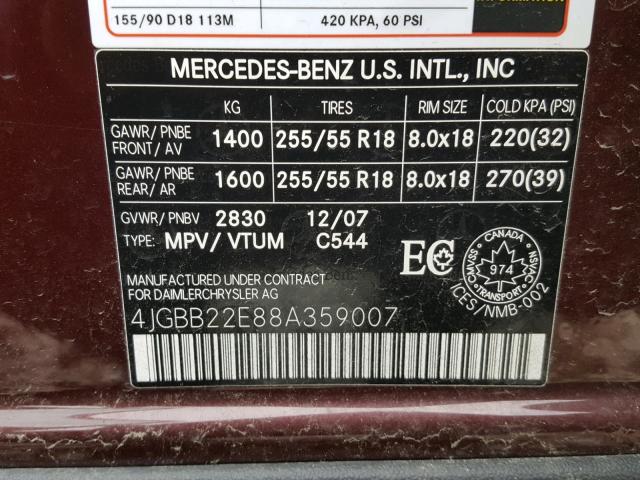 155/90 D18 113M 420 KPA, 60 PSI
INFORMATION
MERCEDES-BENZ U.S. INTL., INC
KG TIRES RIM SIZE COLD KPA (PSI)
GAWR/ PNBE FRONT/ AV 1400 255/55 R18 8.0x18 220(32)
GAWR/ PNBE REAR/ AR 1600 255/55 R18 8.0x18 270(39)
GVWR/ PNBV 2830 12/07
TYPE: MPV/ VTUM C544
EC
CANADA
CMVSS 974 NSVAC
TRANSPORT
ICES/NMB-002
MANUFACTURED UNDER CONTRACT
FOR DAIMLERCHRYSLER AG
4JGBB22E88A359007